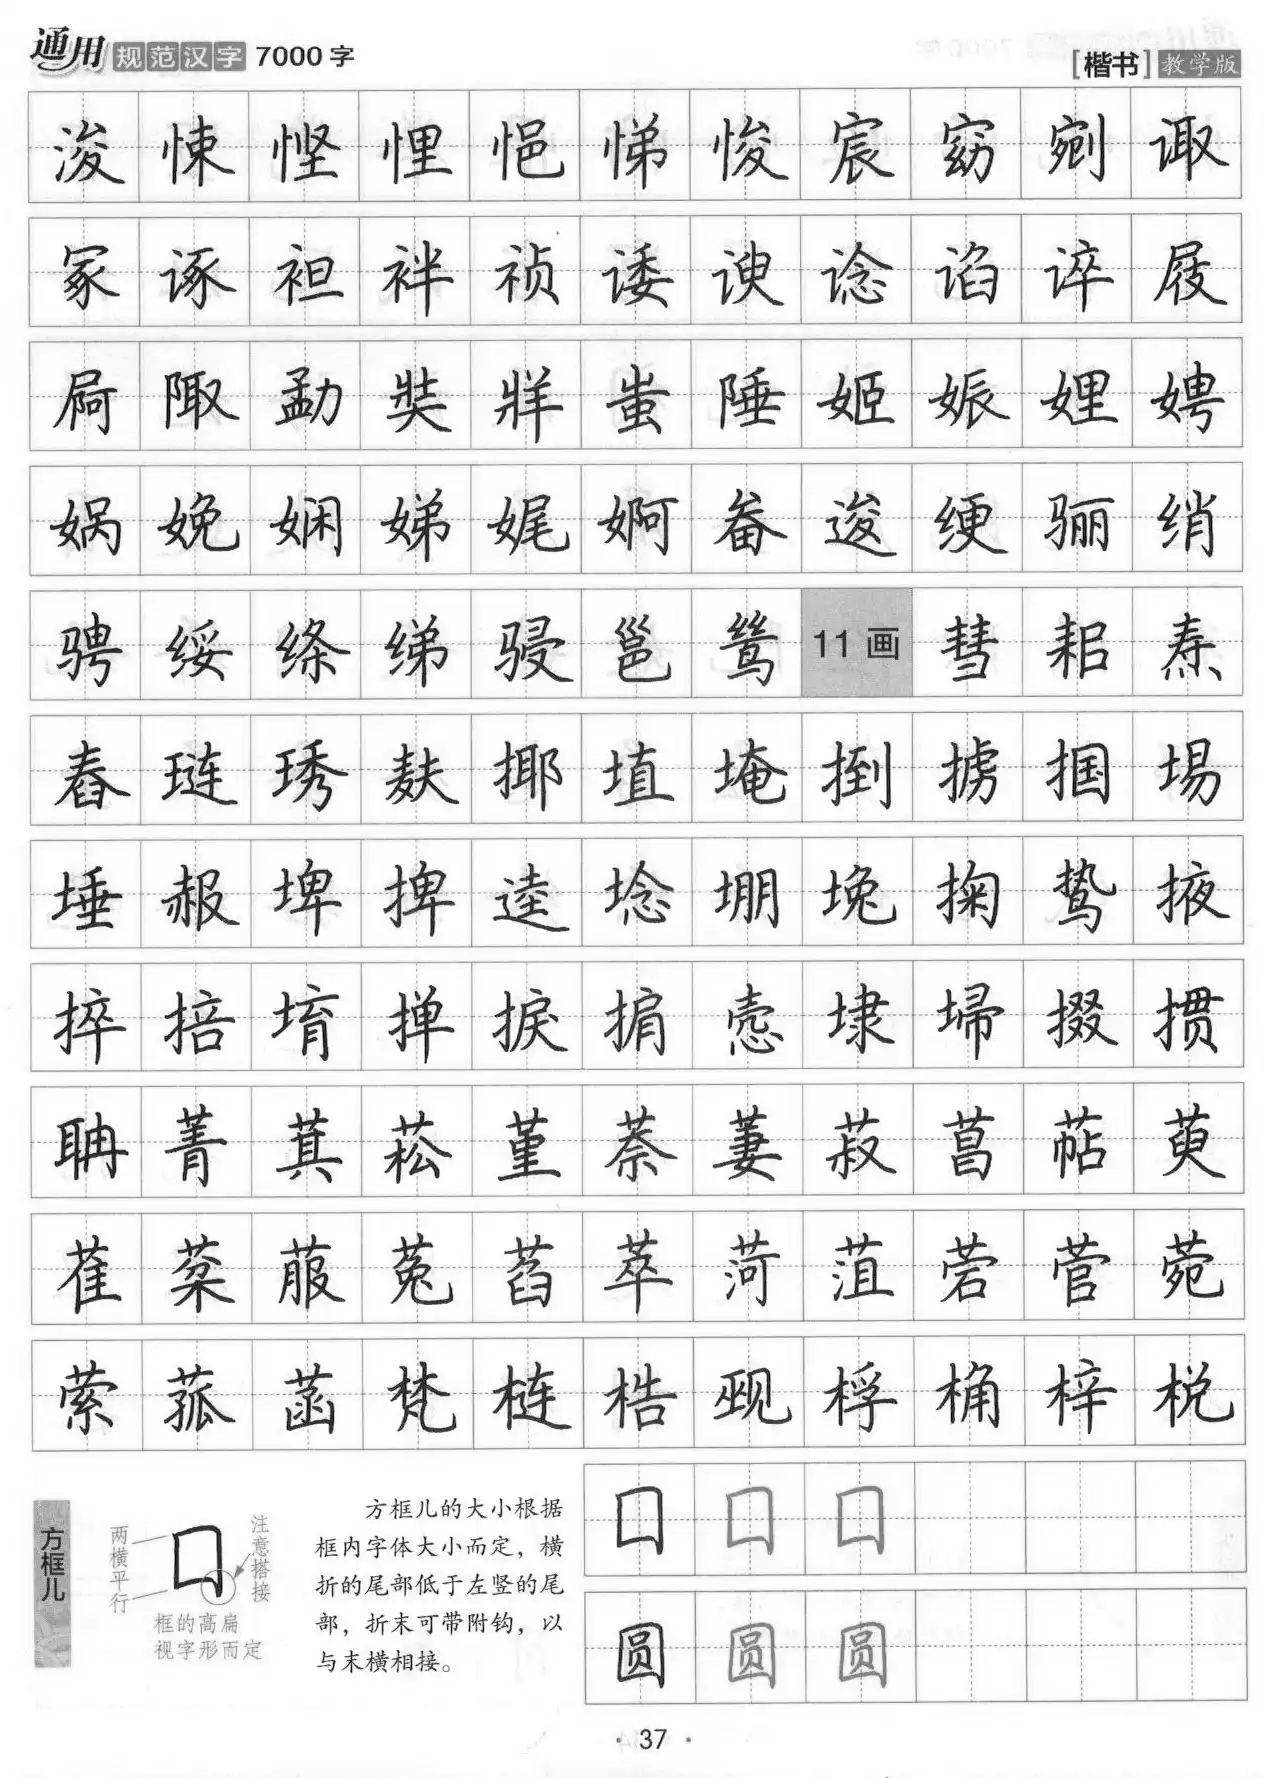 通用规范汉字7000字
[楷书]教学版
浚 悚 悭 悝 悒 悌 悛 宸 窈 剜 诹
冢 诼 袒 袢 祯 诿 谀 谂 谄 谇 屐
屙 陬 勐 奘 牂 蚩 陲 姬 娠 娌 娉
娲 娩 娴 娣 娓 婀 畚 逡 绠 骊 绡
骋 绥 绦 绨 骎 邕 鸶 11画 彗 耜 焘
舂 琏 琇 麸 揶 埴 埯 捯 掳 掴 埸
埵 赧 埤 捭 逵 埝 堋 堍 掬 鸷 掖
捽 掊 堉 掸 捩 掮 悫 埭 埽 掇 掼
聃 菁 萁 菘 堇 萘 萋 菽 菖 萜 萸
萑 棻 菔 菟 萏 萃 菏 菹 菪 菅 菀
萦 菰 菡 梵 梿 梏 觋 桴 桷 梓 棁
方框儿
两横平行
注意搭接
框的高扁
视字形而定
方框儿的大小根据
框内字体大小而定，横
折的尾部低于左竖的尾
部，折末可带附钩，以
与末横相接。
口 口 口
圆 圆 圆
·37·